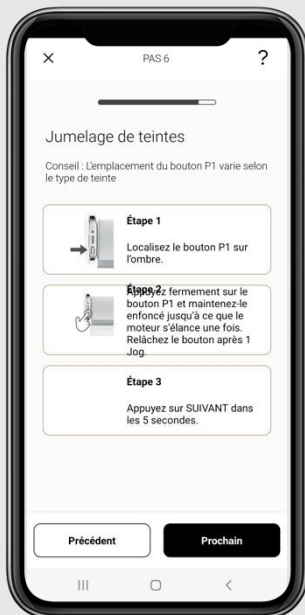 PAS 6
?
Jumelage de teintes
Conseil : L'emplacement du bouton P1 varie selon
le type de teinte
Étape 1
Localisez le bouton P1 sur
l'ombre.
Étape 2
Appuyez fermement sur le
bouton P1 et maintenez-le
enfoncé jusqu'à ce que le
moteur s'élance une fois.
Relâchez le bouton après 1
Jog.
Étape 3
Appuyez sur SUIVANT dans
les 5 secondes.
Précédent
Prochain